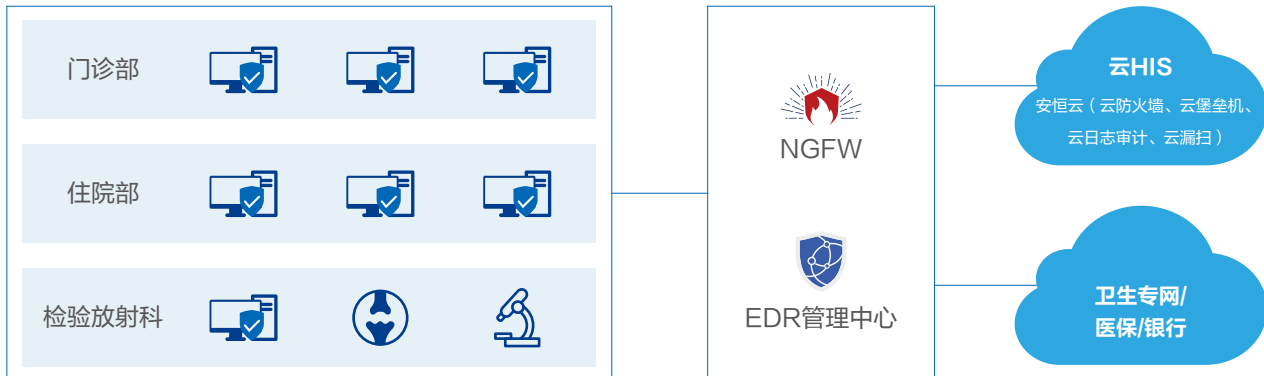 门诊部
住院部
检验放射科
NGFW
EDR管理中心
云HIS
安恒云（云防火墙、云堡垒机、
云日志审计、云漏扫）
卫生专网/
医保/银行